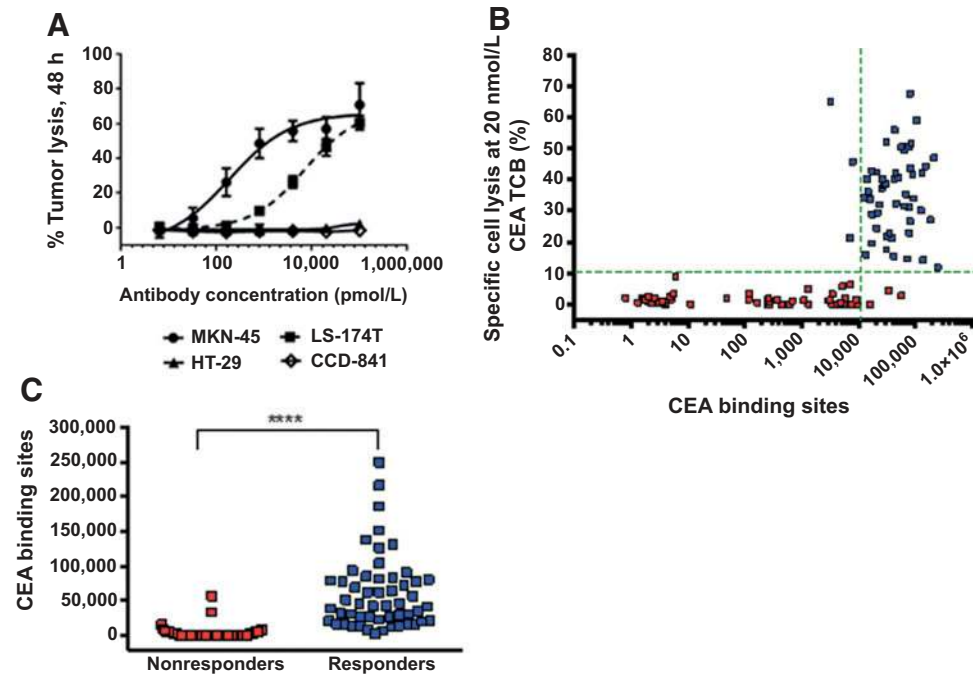 A
% Tumor lysis, 48 h
100
80
60
40
20
0
1
100
10,000
1,000,000
Antibody concentration (pmol/L)
MKN-45
LS-174T
HT-29
CCD-841
B
Specific cell lysis at 20 nmol/L
CEA TCB (%)
80
70
60
50
40
30
20
10
0
0.1
1
10
100
1,000
10,000
100,000
1.0×10⁶
CEA binding sites
C
CEA binding sites
****
300,000
250,000
200,000
150,000
100,000
50,000
0
Nonresponders
Responders